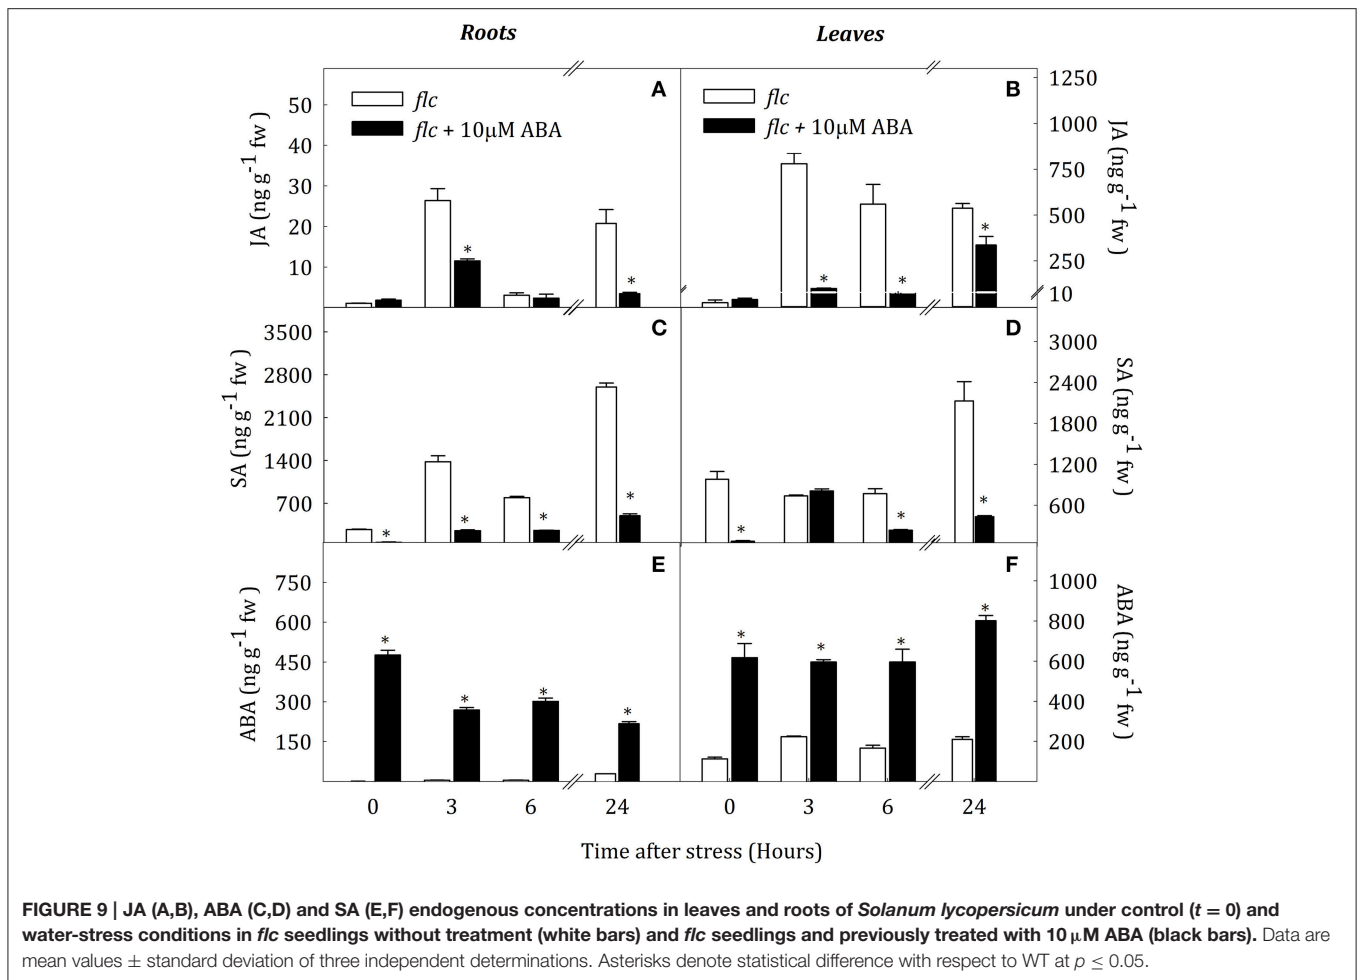 Roots Leaves
A
flc
flc + 10μM ABA
JA (ng g-1 fw )
50
40
30
20
10
B
flc
flc + 10μM ABA
JA (ng g-1 fw )
1250
1000
750
500
250
10
* * * * *
C
SA (ng g-1 fw )
3500
2800
2100
1400
700
* * * *
D
SA (ng g-1 fw )
3000
2400
1800
1200
600
* * *
E
ABA (ng g-1 fw )
750
600
450
300
150
* * * *
F
ABA (ng g-1 fw )
1000
800
600
400
200
* * * *
0 3 6 24 0 3 6 24
Time after stress (Hours)
FIGURE 9 | JA (A,B), ABA (C,D) and SA (E,F) endogenous concentrations in leaves and roots of Solanum lycopersicum under control (t = 0) and
water-stress conditions in flc seedlings without treatment (white bars) and flc seedlings and previously treated with 10 μM ABA (black bars). Data are
mean values ± standard deviation of three independent determinations. Asterisks denote statistical difference with respect to WT at p ≤ 0.05.